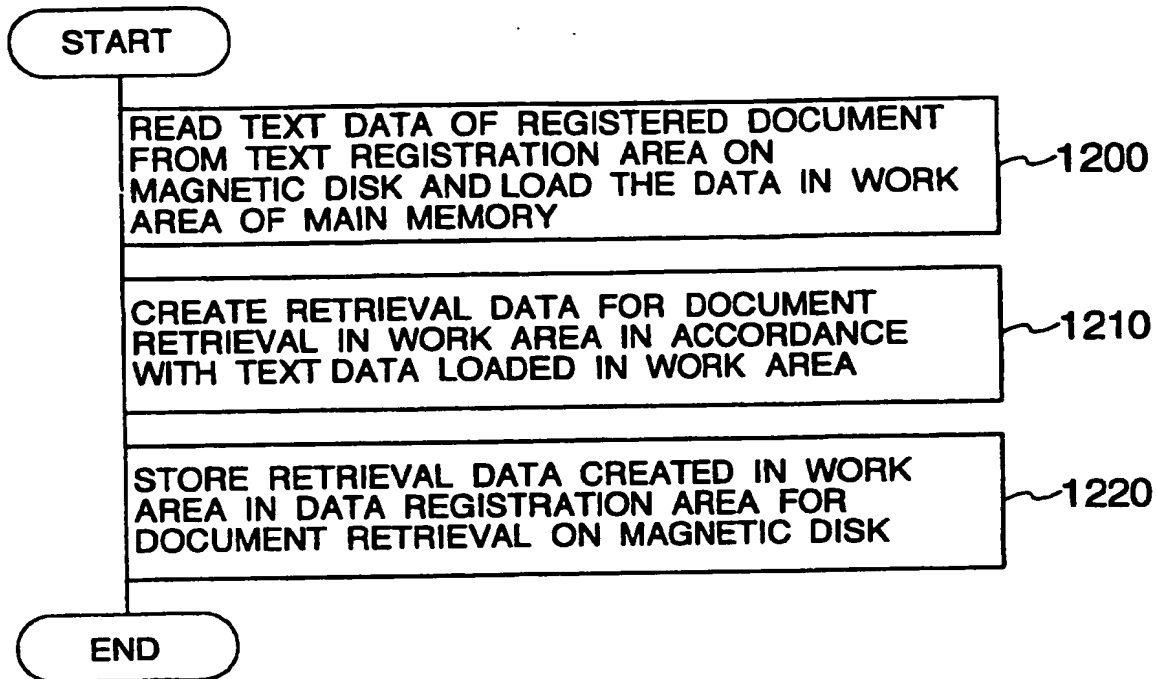 START
READ TEXT DATA OF REGISTERED DOCUMENT
FROM TEXT REGISTRATION AREA ON
MAGNETIC DISK AND LOAD THE DATA IN WORK
AREA OF MAIN MEMORY
1200
CREATE RETRIEVAL DATA FOR DOCUMENT
RETRIEVAL IN WORK AREA IN ACCORDANCE
WITH TEXT DATA LOADED IN WORK AREA
1210
STORE RETRIEVAL DATA CREATED IN WORK
AREA IN DATA REGISTRATION AREA FOR
DOCUMENT RETRIEVAL ON MAGNETIC DISK
1220
END